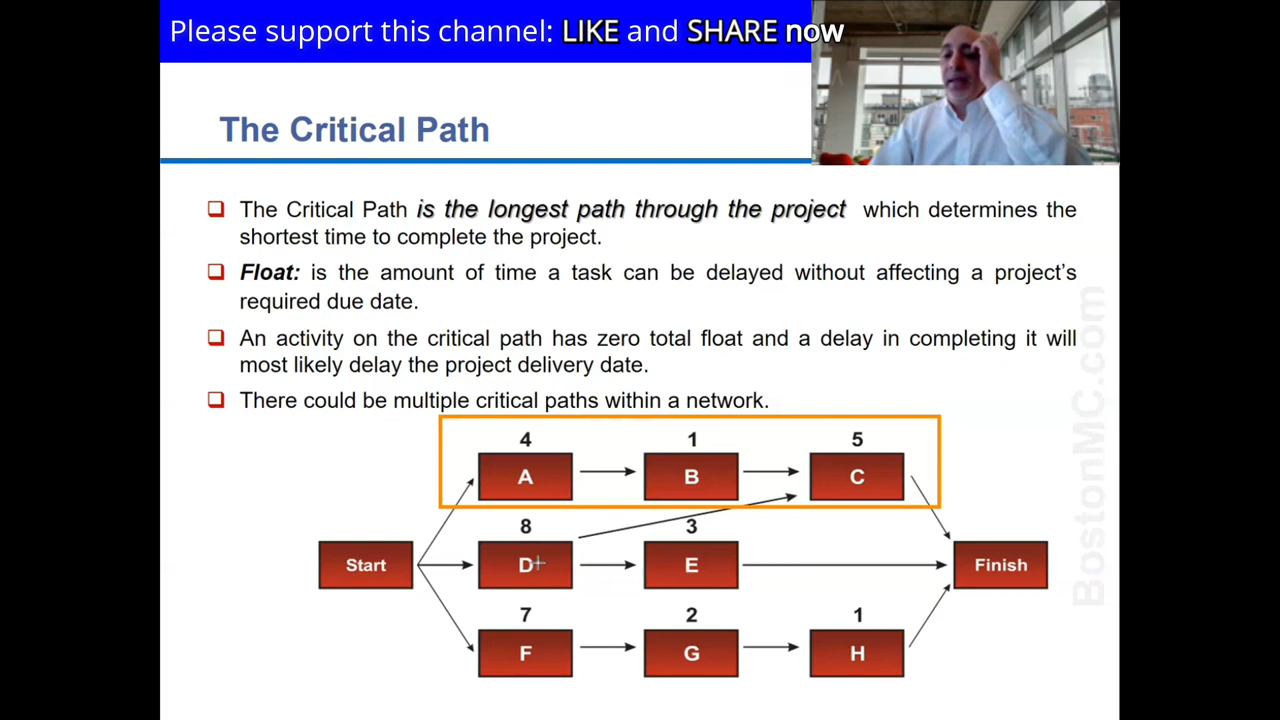 Please support this channel: LIKE and SHARE now
The Critical Path
The Critical Path is the longest path through the project which determines the
shortest time to complete the project.
Float: is the amount of time a task can be delayed without affecting a project’s
required due date.
An activity on the critical path has zero total float and a delay in completing it will
most likely delay the project delivery date.
There could be multiple critical paths within a network.
4 1 5
A B C
8 3
Start D E Finish
7 2 1
F G H
BostonMC.com